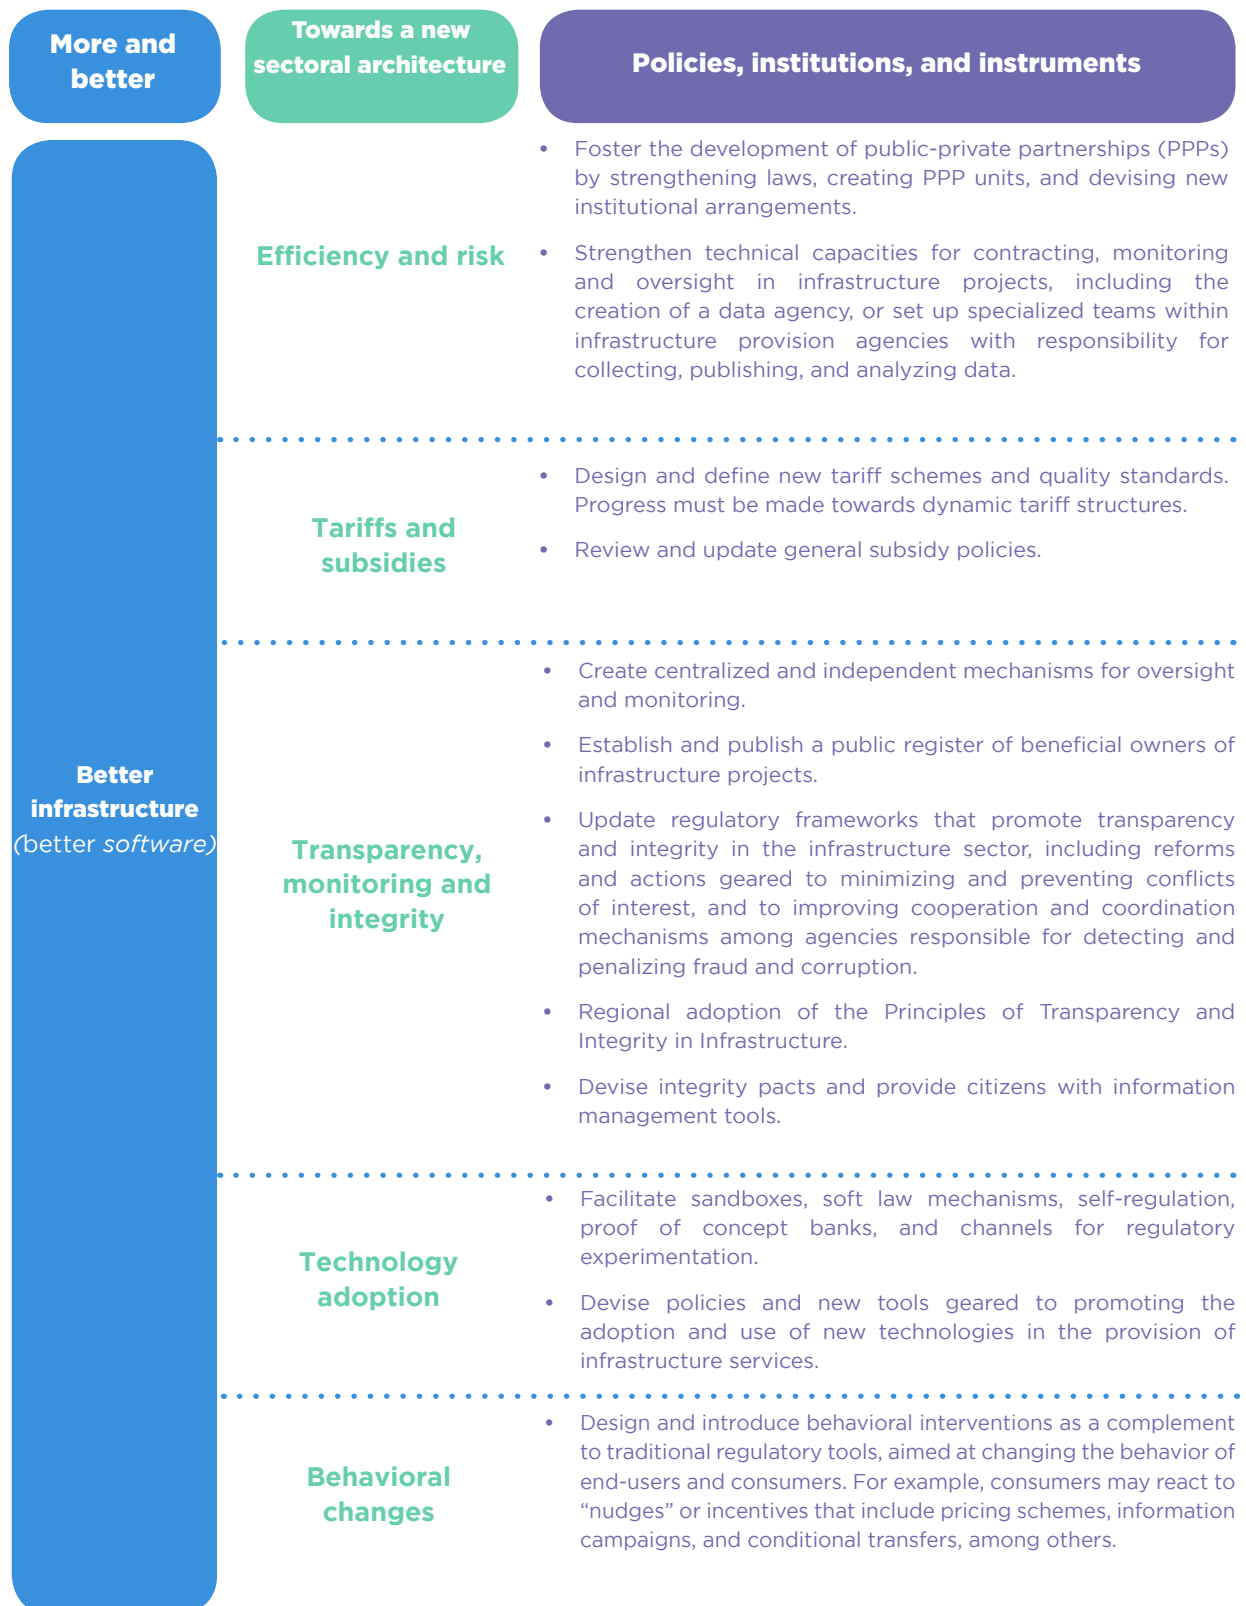 More and
better
Towards a new
sectoral architecture
Policies, institutions, and instruments
Better
infrastructure
(better software)
Efficiency and risk
• Foster the development of public-private partnerships (PPPs)
by strengthening laws, creating PPP units, and devising new
institutional arrangements.
• Strengthen technical capacities for contracting, monitoring
and oversight in infrastructure projects, including the
creation of a data agency, or set up specialized teams within
infrastructure provision agencies with responsibility for
collecting, publishing, and analyzing data.
Tariffs and
subsidies
• Design and define new tariff schemes and quality standards.
Progress must be made towards dynamic tariff structures.
• Review and update general subsidy policies.
Transparency,
monitoring and
integrity
• Create centralized and independent mechanisms for oversight
and monitoring.
• Establish and publish a public register of beneficial owners of
infrastructure projects.
• Update regulatory frameworks that promote transparency
and integrity in the infrastructure sector, including reforms
and actions geared to minimizing and preventing conflicts
of interest, and to improving cooperation and coordination
mechanisms among agencies responsible for detecting and
penalizing fraud and corruption.
• Regional adoption of the Principles of Transparency and
Integrity in Infrastructure.
• Devise integrity pacts and provide citizens with information
management tools.
Technology
adoption
• Facilitate sandboxes, soft law mechanisms, self-regulation,
proof of concept banks, and channels for regulatory
experimentation.
• Devise policies and new tools geared to promoting the
adoption and use of new technologies in the provision of
infrastructure services.
Behavioral
changes
• Design and introduce behavioral interventions as a complement
to traditional regulatory tools, aimed at changing the behavior of
end-users and consumers. For example, consumers may react to
“nudges” or incentives that include pricing schemes, information
campaigns, and conditional transfers, among others.